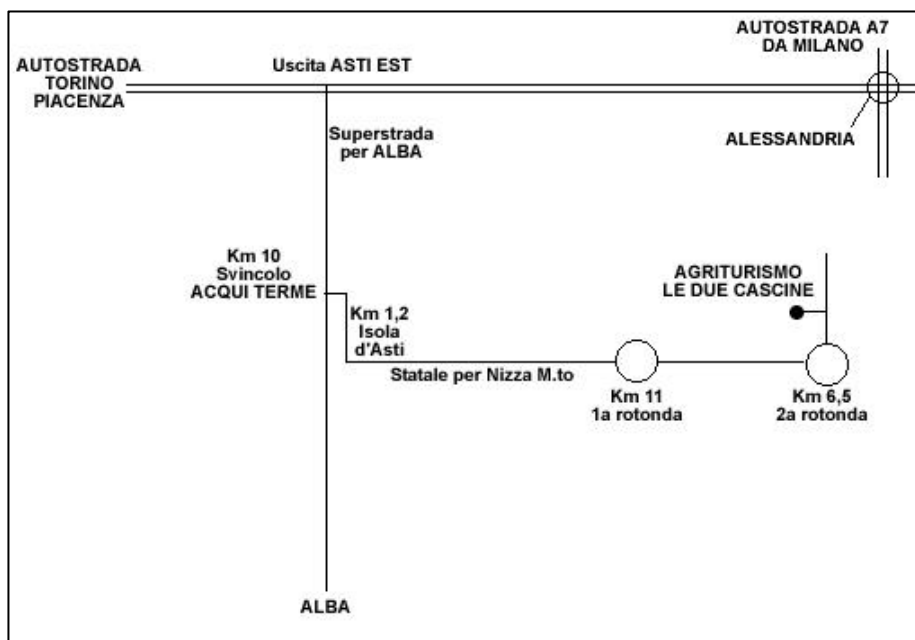 AUTOSTRADA A7
DA MILANO
AUTOSTRADA
TORINO
PIACENZA
Uscita ASTI EST
Superstrada
per ALBA
ALESSANDRIA
Km 10
Svincolo
ACQUI TERME
AGRITURISMO
LE DUE CASCINE
Km 1,2
Isola
d'Asti
Statale per Nizza M.to
Km 11
1a rotonda
Km 6,5
2a rotonda
ALBA